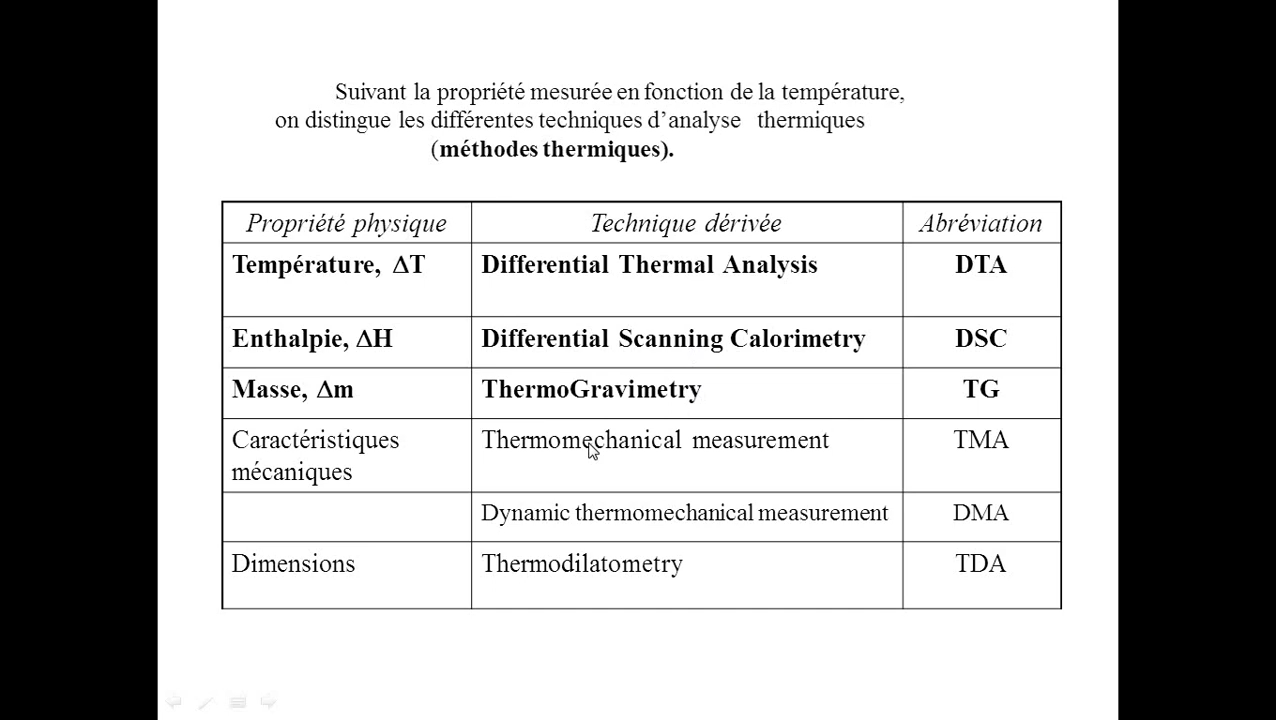 Suivant la propriété mesurée en fonction de la température,
on distingue les différentes techniques d’analyse thermiques
(méthodes thermiques).
Propriété physique Technique dérivée Abréviation
Température, ΔT Differential Thermal Analysis DTA
Enthalpie, ΔH Differential Scanning Calorimetry DSC
Masse, Δm ThermoGravimetry TG
Caractéristiques Thermomechanical measurement TMA
mécaniques
Dynamic thermomechanical measurement DMA
Dimensions Thermodilatometry TDA